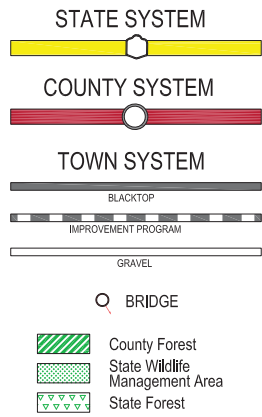 STATE SYSTEM
COUNTY SYSTEM
TOWN SYSTEM
BLACKTOP
IMPROVEMENT PROGRAM
GRAVEL
BRIDGE
County Forest
State Wildlife
Management Area
State Forest